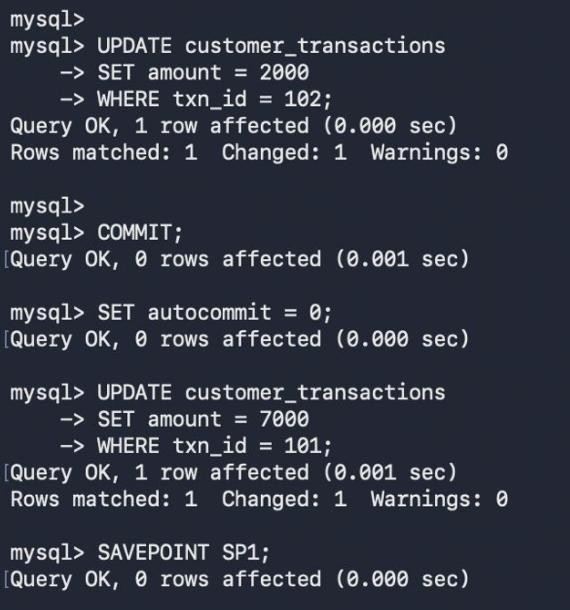 mysql>
mysql> UPDATE customer_transactions
    -> SET amount = 2000
    -> WHERE txn_id = 102;
Query OK, 1 row affected (0.000 sec)
Rows matched: 1  Changed: 1  Warnings: 0

mysql>
mysql> COMMIT;
[Query OK, 0 rows affected (0.001 sec)

mysql> SET autocommit = 0;
[Query OK, 0 rows affected (0.000 sec)

mysql> UPDATE customer_transactions
    -> SET amount = 7000
    -> WHERE txn_id = 101;
[Query OK, 1 row affected (0.001 sec)
Rows matched: 1  Changed: 1  Warnings: 0

mysql> SAVEPOINT SP1;
[Query OK, 0 rows affected (0.000 sec)